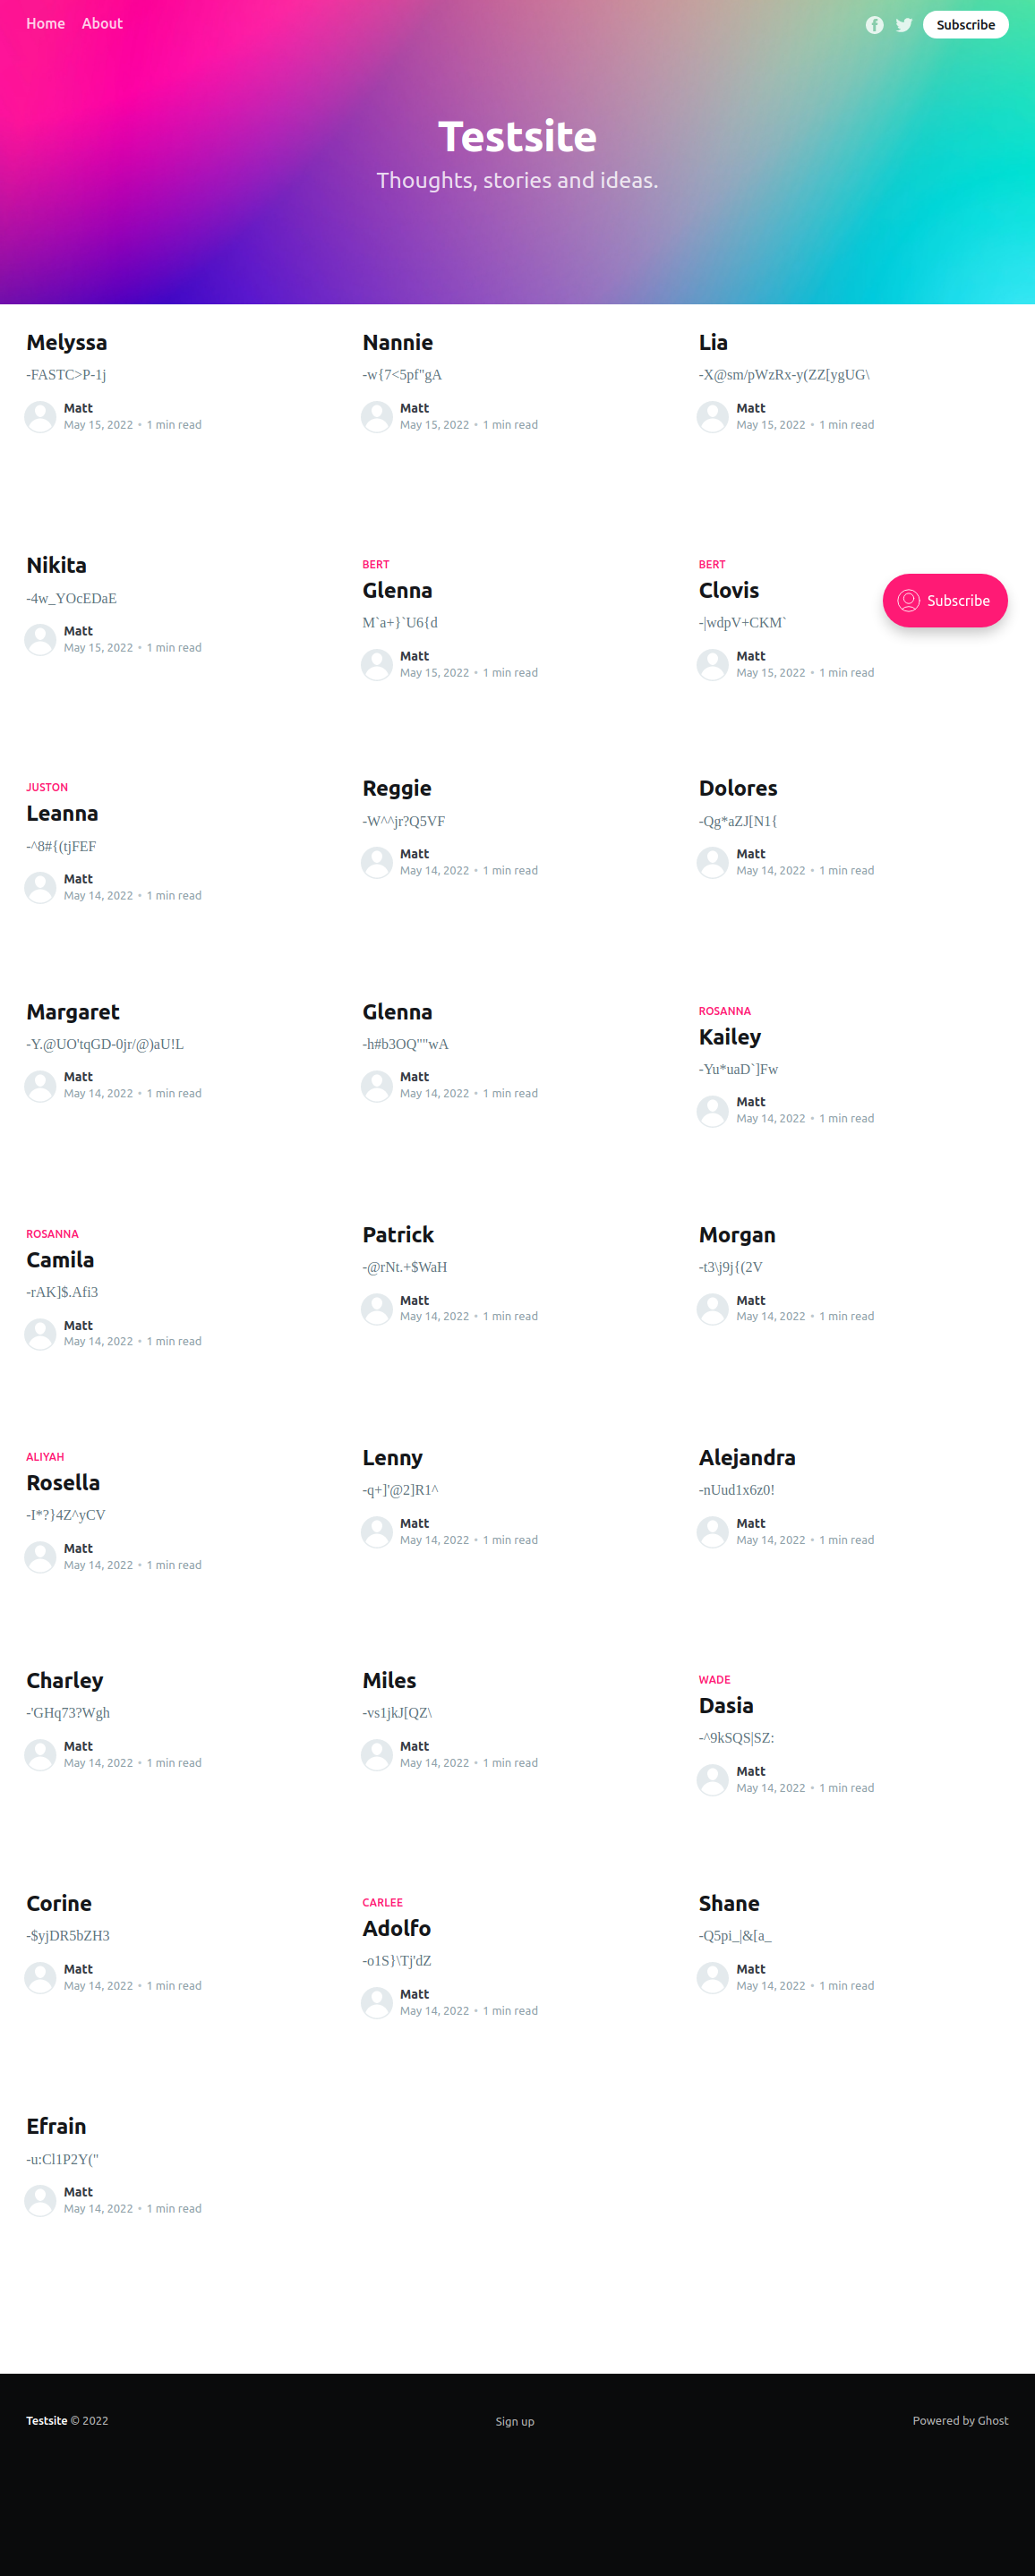 Home About Subscribe
Testsite
Thoughts, stories and ideas.
Melyssa
-FASTC>P-1j
Matt
May 15, 2022 • 1 min read
Nannie
-w{7<5pf"gA
Matt
May 15, 2022 • 1 min read
Lia
-X@sm/pWzRx-y(ZZ[ygUG\
Matt
May 15, 2022 • 1 min read
Nikita
-4w_YOcEDaE
Matt
May 15, 2022 • 1 min read
BERT
Glenna
M`a+}`U6{d
Matt
May 15, 2022 • 1 min read
BERT
Clovis
-|wdpV+CKM`
Matt
May 15, 2022 • 1 min read
Subscribe
JUSTON
Leanna
-^8#{(tjFEF
Matt
May 14, 2022 • 1 min read
Reggie
-W^^jr?Q5VF
Matt
May 14, 2022 • 1 min read
Dolores
-Qg*aZJ[N1{
Matt
May 14, 2022 • 1 min read
Margaret
-Y.@UO'tqGD-0jr/@)aU!L
Matt
May 14, 2022 • 1 min read
Glenna
-h#b3OQ""wA
Matt
May 14, 2022 • 1 min read
ROSANNA
Kailey
-Yu*uaD`]Fw
Matt
May 14, 2022 • 1 min read
ROSANNA
Camila
-rAK]$.Afi3
Matt
May 14, 2022 • 1 min read
Patrick
-@rNt.+$WaH
Matt
May 14, 2022 • 1 min read
Morgan
-t3\j9j{(2V
Matt
May 14, 2022 • 1 min read
ALIYAH
Rosella
-I*?}4Z^yCV
Matt
May 14, 2022 • 1 min read
Lenny
-q+]'@2]R1^
Matt
May 14, 2022 • 1 min read
Alejandra
-nUud1x6z0!
Matt
May 14, 2022 • 1 min read
Charley
-'GHq73?Wgh
Matt
May 14, 2022 • 1 min read
Miles
-vs1jkJ[QZ\
Matt
May 14, 2022 • 1 min read
WADE
Dasia
-^9kSQS|SZ:
Matt
May 14, 2022 • 1 min read
Corine
-$yjDR5bZH3
Matt
May 14, 2022 • 1 min read
CARLEE
Adolfo
-o1S}\Tj'dZ
Matt
May 14, 2022 • 1 min read
Shane
-Q5pi_|&[a_
Matt
May 14, 2022 • 1 min read
Efrain
-u:Cl1P2Y("
Matt
May 14, 2022 • 1 min read
Testsite © 2022
Sign up
Powered by Ghost